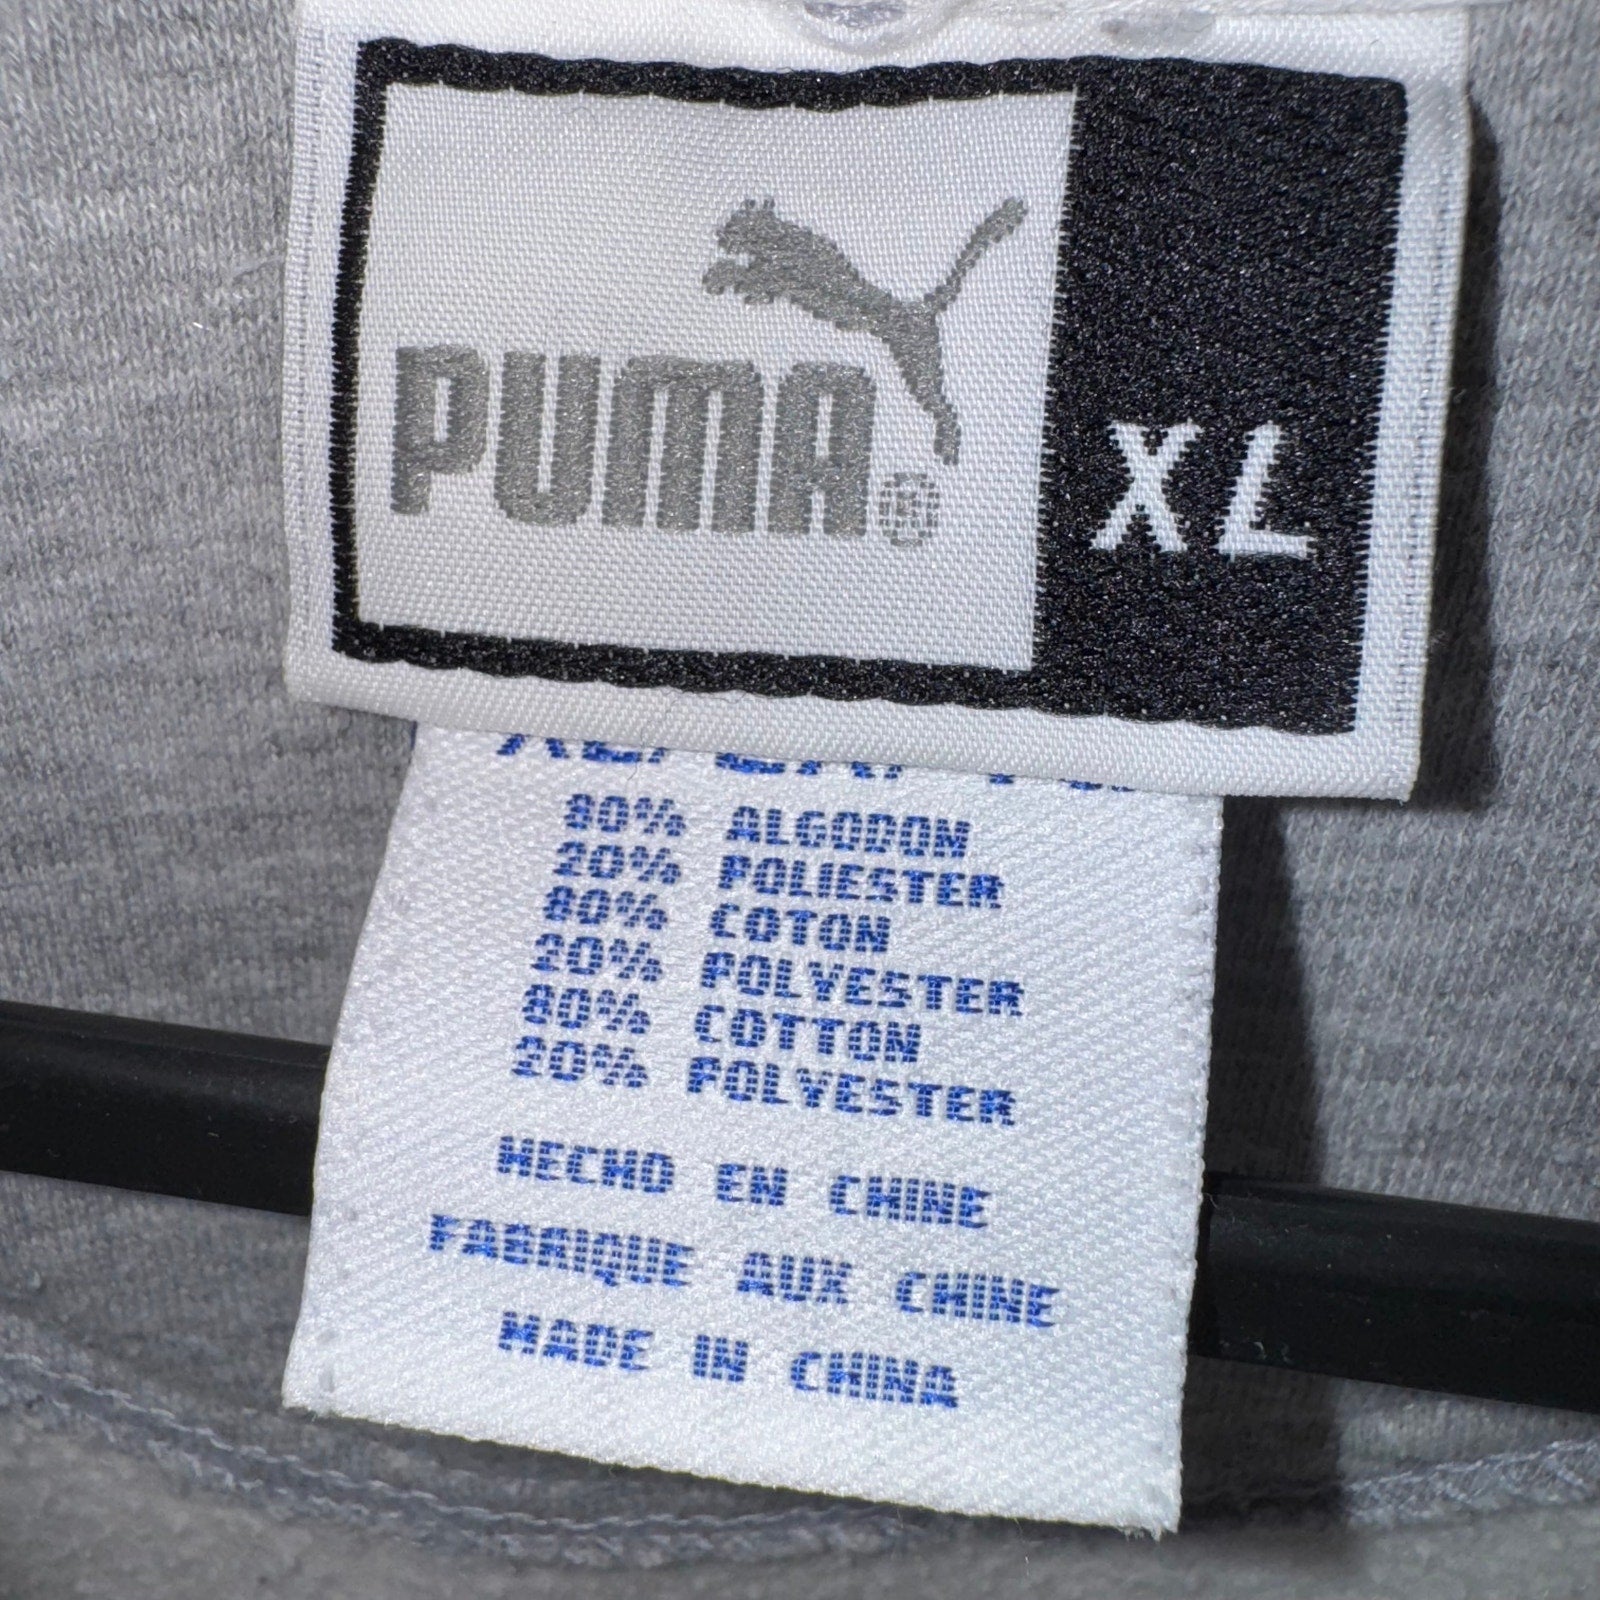 PUMA
XL
80% ALGODOM
20% POLIESTER
80% COTON
20% POLYESTER
80% COTTON
20% POLYESTER
HECHO EN CHINE
FABRIQUE AUX CHINE
MADE IN CHINA